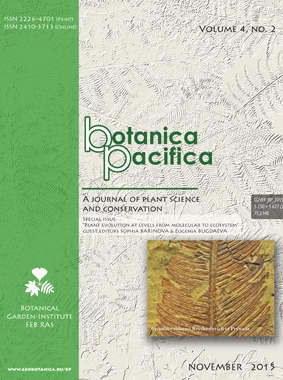 ISSN 2226-4701 (Print)
ISSN 2410-3713 (Online)
Volume 4, No. 2
botanica
pacifica
A journal of plant science
and conservation
Special issue:
"Plant evolution at levels from molecular to ecosystem"
guest editors Sophia Barinova & Eugenia Bugdaeva
Botanical
Garden-Institute
FEB RAS
www.geobotanica.ru/bp
November 2015